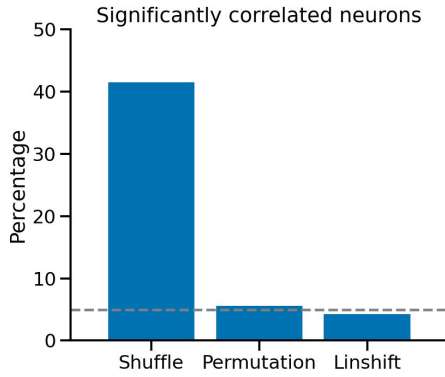 Significantly correlated neurons
Percentage
50
40
30
20
10
0
Shuffle Permutation Linshift